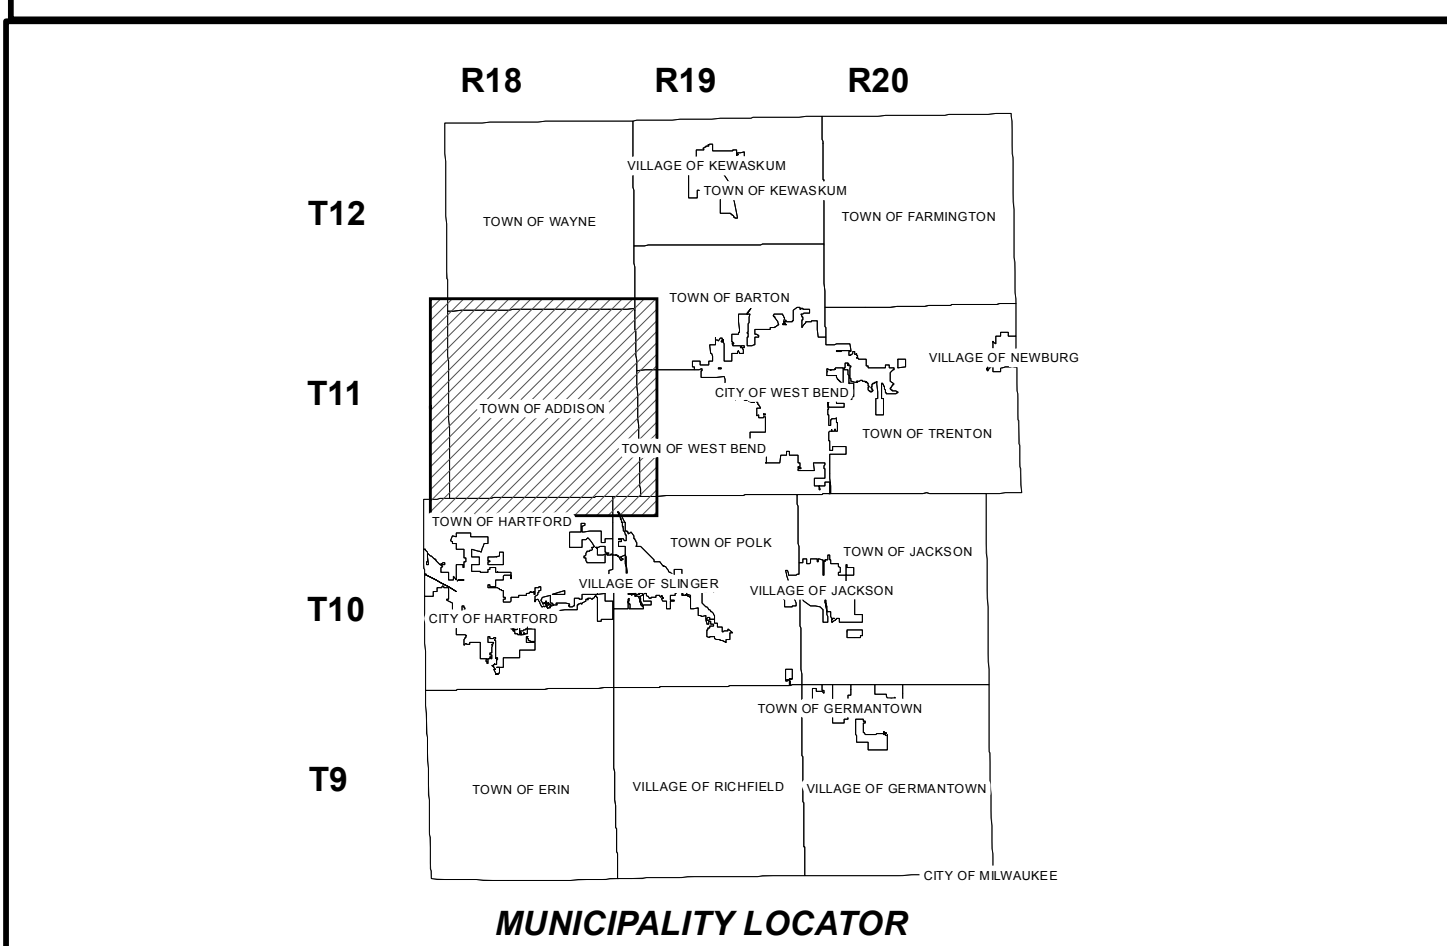 R18 R19 R20
VILLAGE OF KEWASKUM
TOWN OF KEWASKUM
T12
TOWN OF WAYNE
TOWN OF FARMINGTON
TOWN OF BARTON
VILLAGE OF NEWBURG
T11
CITY OF WEST BEND
TOWN OF ADDISON
TOWN OF TRENTON
TOWN OF WEST BEND
TOWN OF HARTFORD
TOWN OF POLK
TOWN OF JACKSON
VILLAGE OF SLINGER
VILLAGE OF JACKSON
T10
CITY OF HARTFORD
TOWN OF GERMANTOWN
T9
TOWN OF ERIN
VILLAGE OF RICHFIELD
VILLAGE OF GERMANTOWN
CITY OF MILWAUKEE
MUNICIPALITY LOCATOR